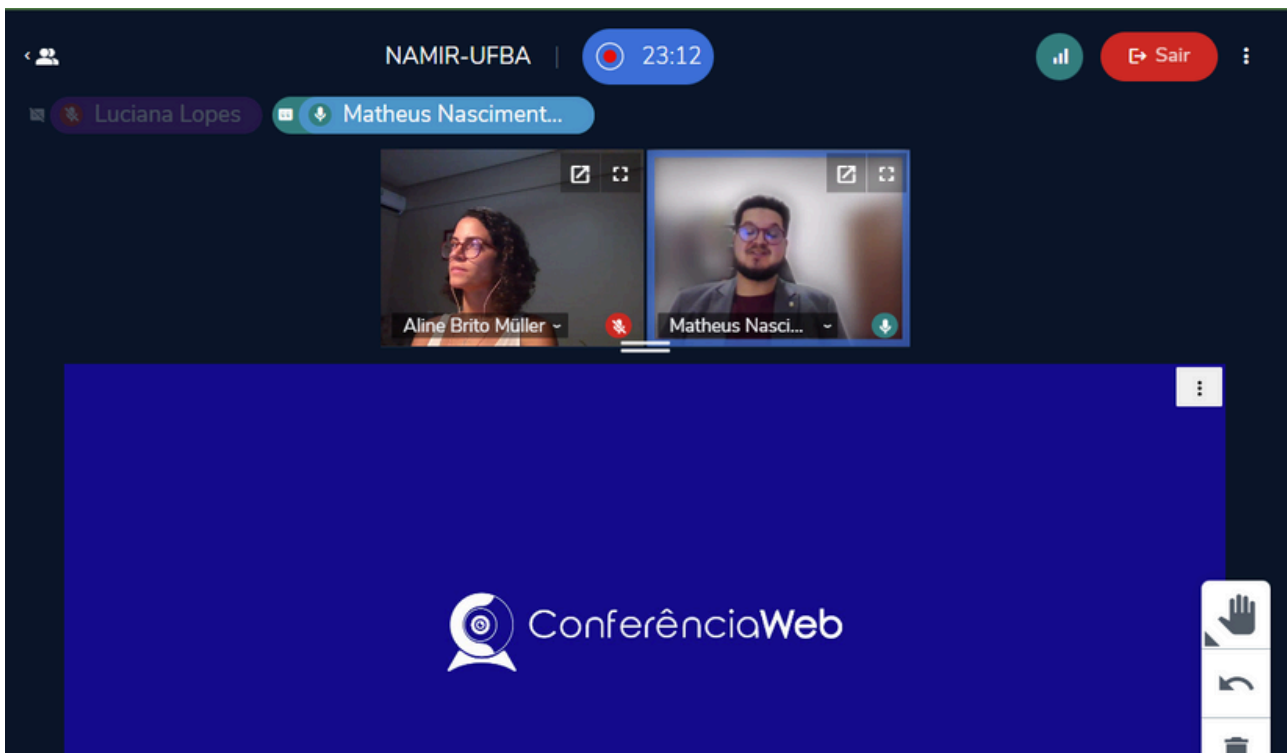 NAMIR-UFBA | 23:12
Sair
Luciana Lopes
Matheus Nasciment...
Aline Brito Müller
Matheus Nasci...
ConferênciaWeb